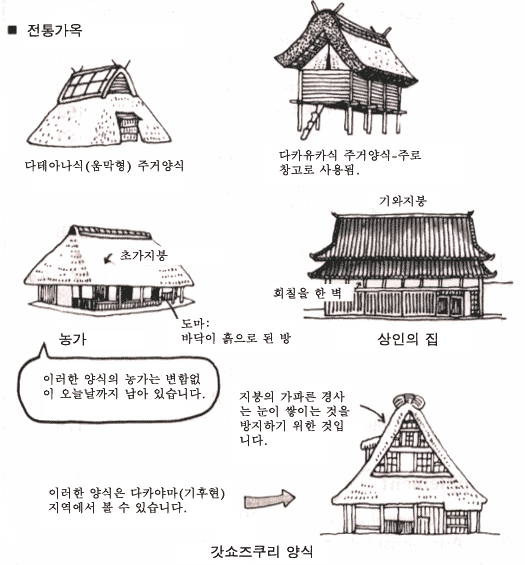 ■ 전통가옥
다테아나식(움막형) 주거양식
다카유카식 주거양식-주로
창고로 사용됨.
초가지붕
도마:
바닥이 흙으로 된 방
농가
이러한 양식의 농가는 변함없
이 오늘날까지 남아 있습니다.
기와지붕
회칠을 한 벽
상인의 집
지붕의 가파른 경사
는 눈이 쌓이는 것을
방지하기 위한 것입
니다.
이러한 양식은 다카야마(기후현)
지역에서 볼 수 있습니다.
갓쇼즈쿠리 양식